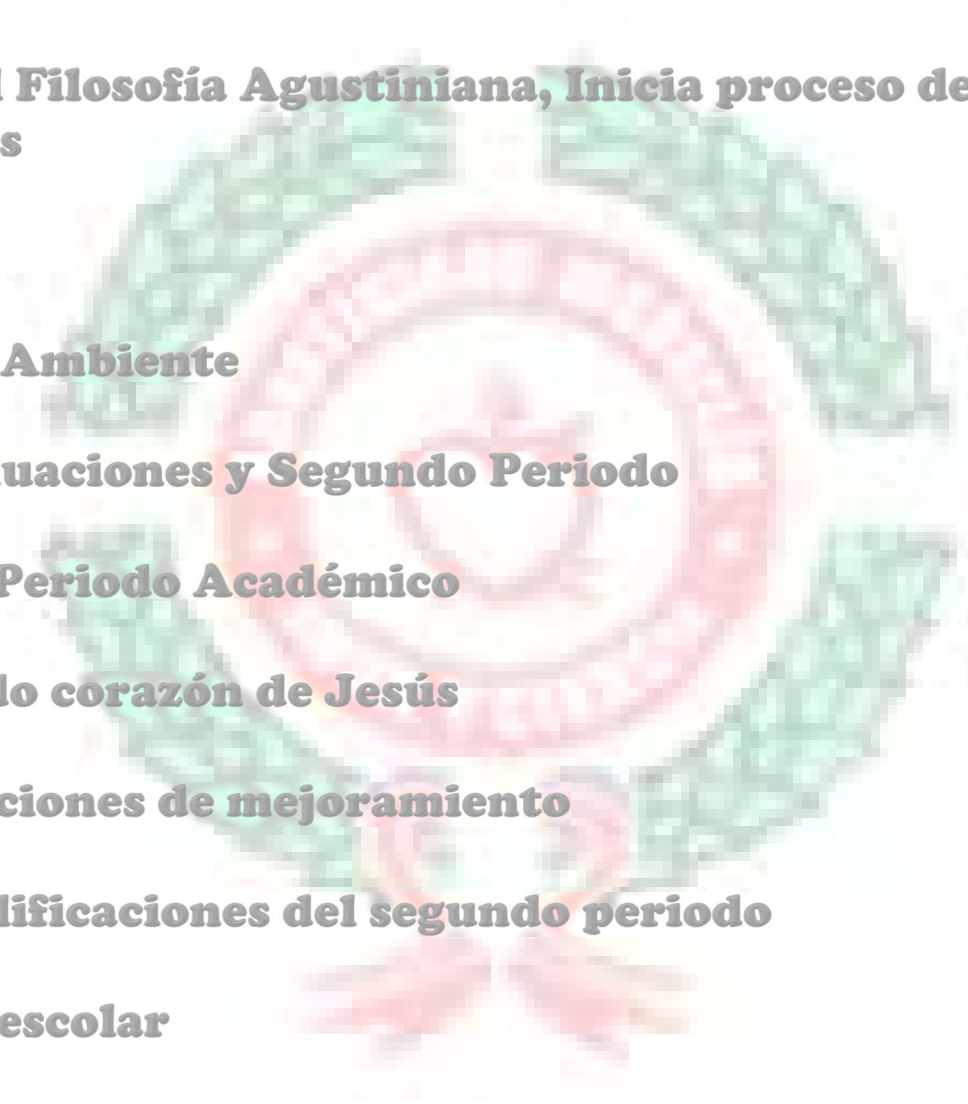 Filosofía Agustiniana, Inicia proceso de
s
Ambiente
uaciones y Segundo Periodo
Periodo Académico
lo corazón de Jesús
ciones de mejoramiento
lificaciones del segundo periodo
escolar